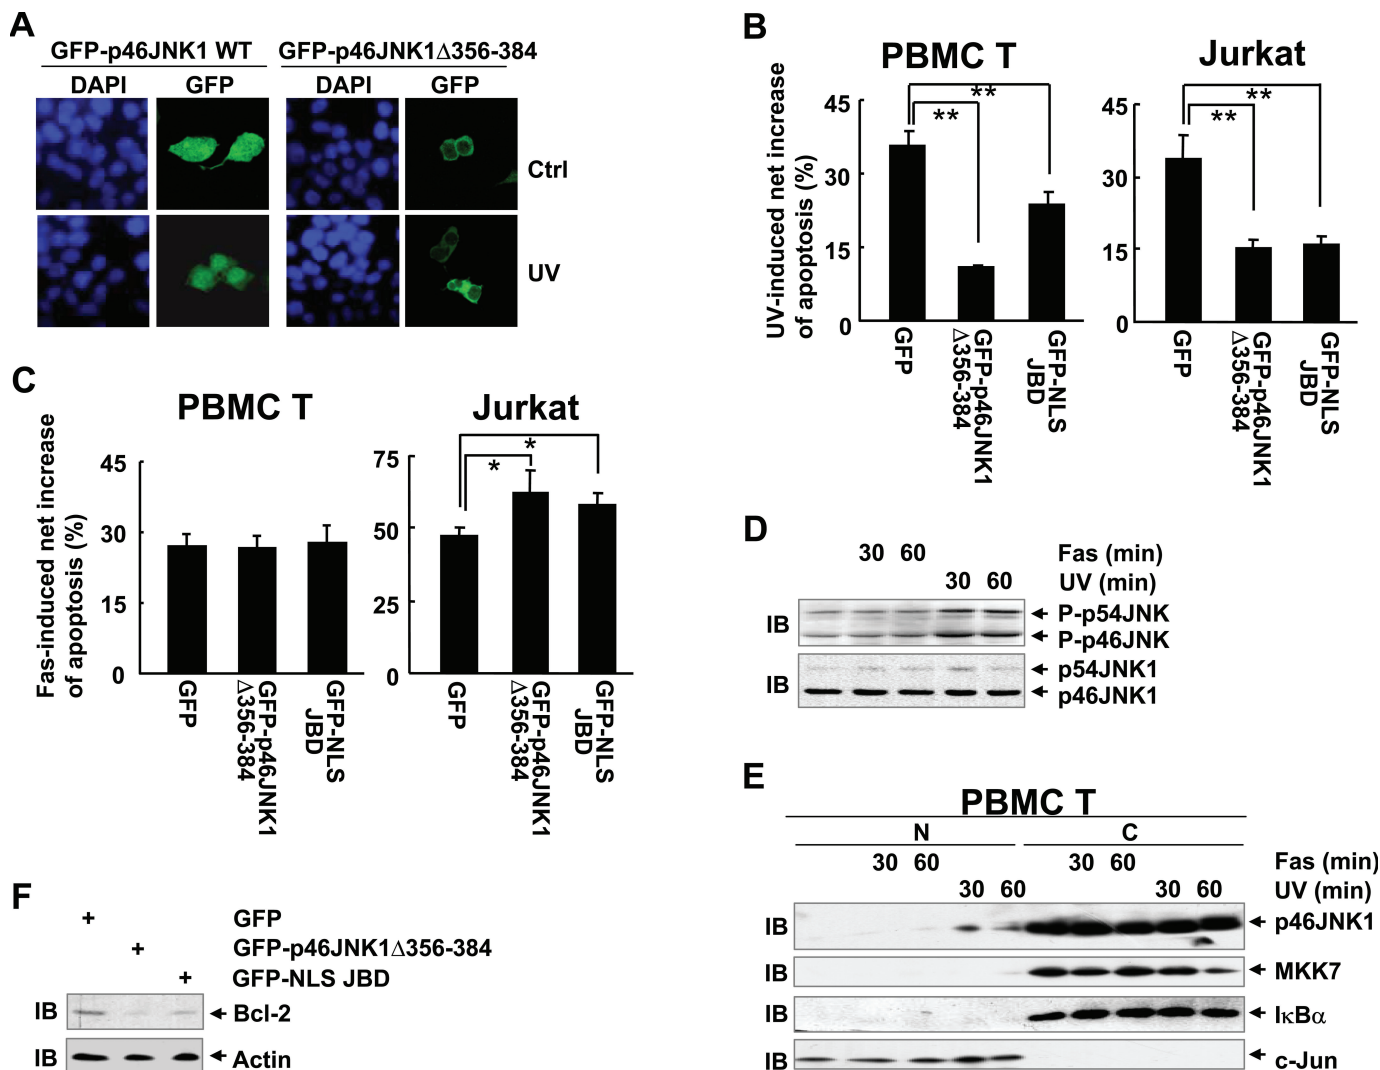 A
GFP-p46JNK1 WT
GFP-p46JNK1Δ356-384
DAPI
GFP
DAPI
GFP
Ctrl
UV
B
PBMC T
Jurkat
UV-induced net increase
of apoptosis (%)
45
30
15
0
**
**
GFP
GFP-p46JNK1
Δ356-384
GFP-NLS
JBD
45
30
15
0
**
**
GFP
GFP-p46JNK1
Δ356-384
GFP-NLS
JBD
C
PBMC T
Jurkat
Fas-induced net increase
of apoptosis (%)
45
30
15
0
GFP
GFP-p46JNK1
Δ356-384
GFP-NLS
JBD
75
50
25
0
*
*
GFP
GFP-p46JNK1
Δ356-384
GFP-NLS
JBD
D
30 60 Fas (min)
30 60 UV (min)
IB P-p54JNK
P-p46JNK
IB p54JNK1
p46JNK1
E
PBMC T
N C
30 60 30 60 Fas (min)
30 60 30 60 UV (min)
IB p46JNK1
IB MKK7
IB IκBα
IB c-Jun
F
+ GFP
+ GFP-p46JNK1Δ356-384
+ GFP-NLS JBD
IB Bcl-2
IB Actin